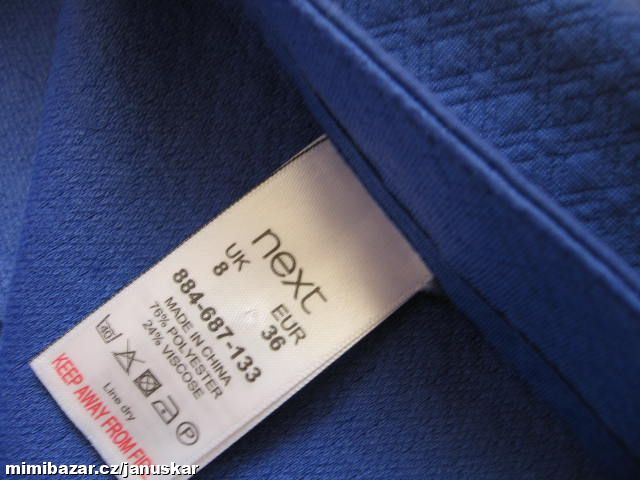 next
UK EUR
8 36
884-687-133
MADE IN CHINA
76% POLYESTER
24% VISCOSE
40
P
Line dry
KEEP AWAY FROM
mimibazar.cz/januskar